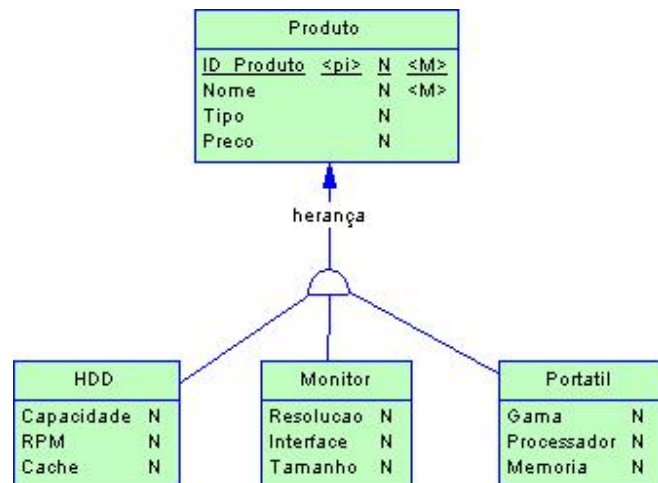 Produto
ID_Produto <pi> N <M>
Nome N <M>
Tipo N
Preco N
herança
HDD
Capacidade N
RPM N
Cache N
Monitor
Resolucao N
Interface N
Tamanho N
Portatil
Gama N
Processador N
Memoria N